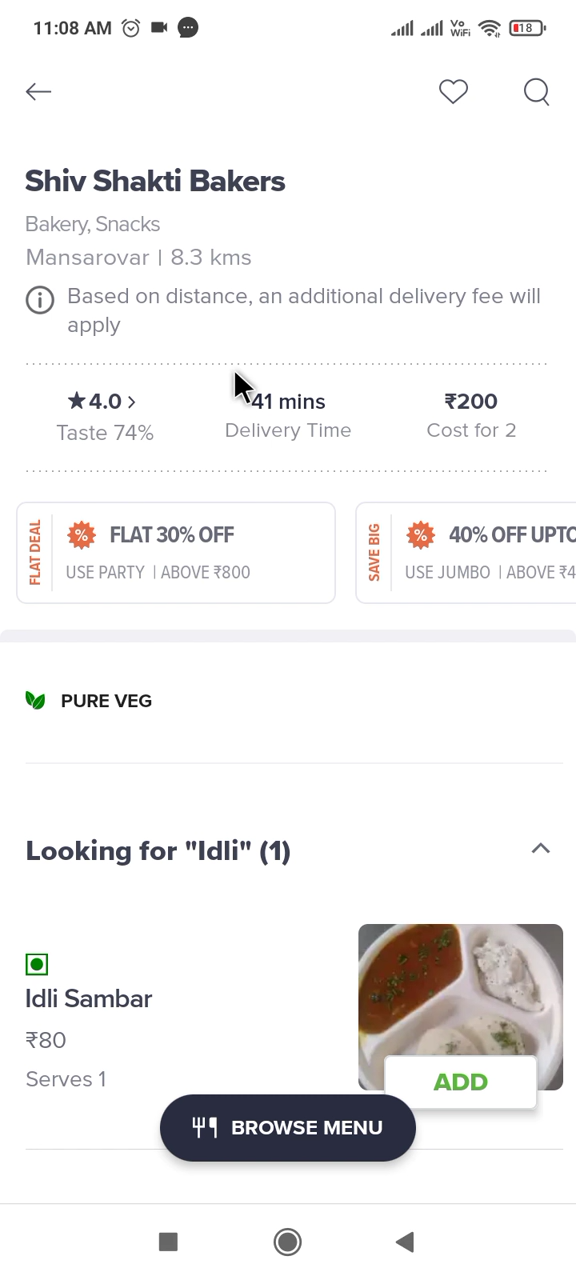 11:08 AM
Vo
WiFi
18
Shiv Shakti Bakers
Bakery, Snacks
Mansarovar | 8.3 kms
Based on distance, an additional delivery fee will
apply
4.0
41 mins
₹200
Taste 74%
Delivery Time
Cost for 2
FLAT DEAL
FLAT 30% OFF
USE PARTY | ABOVE ₹800
SAVE BIG
40% OFF UPTO
USE JUMBO | ABOVE ₹4
PURE VEG
Looking for "Idli" (1)
Idli Sambar
₹80
Serves 1
ADD
BROWSE MENU